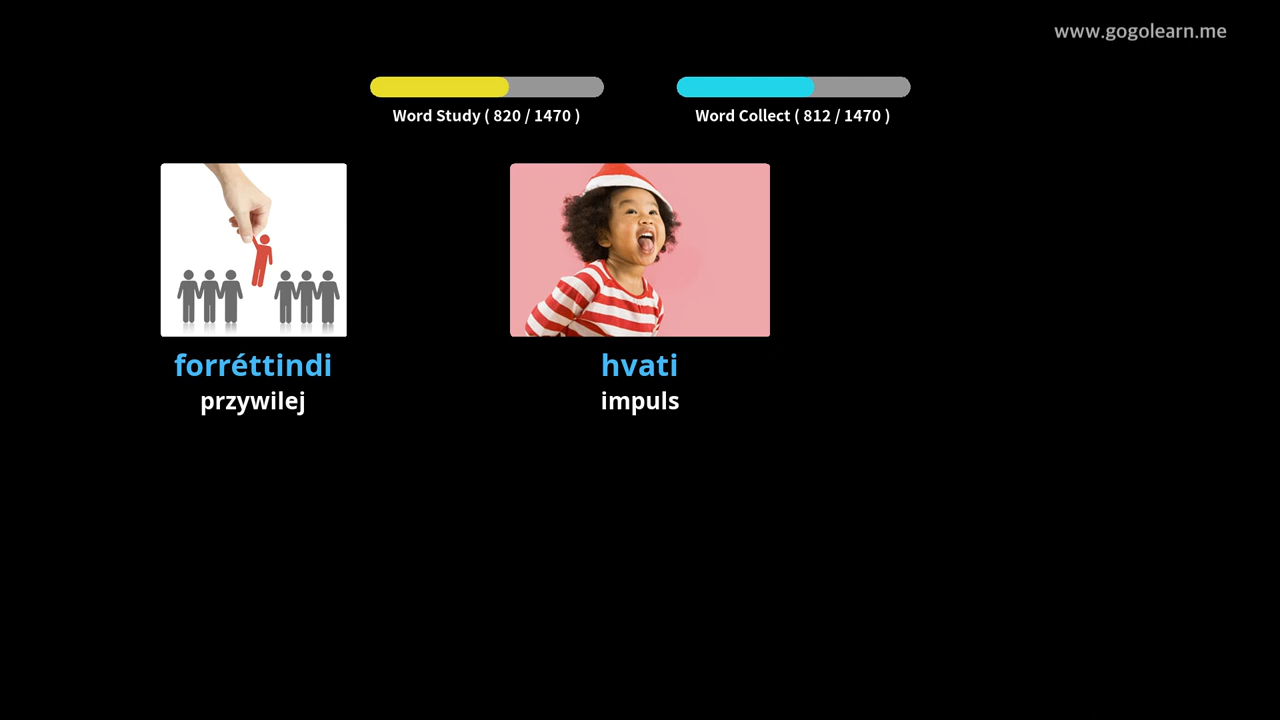 www.gogolearn.me
Word Study ( 820 / 1470 )
Word Collect ( 812 / 1470 )
forréttindi
przywilej
hvati
impuls